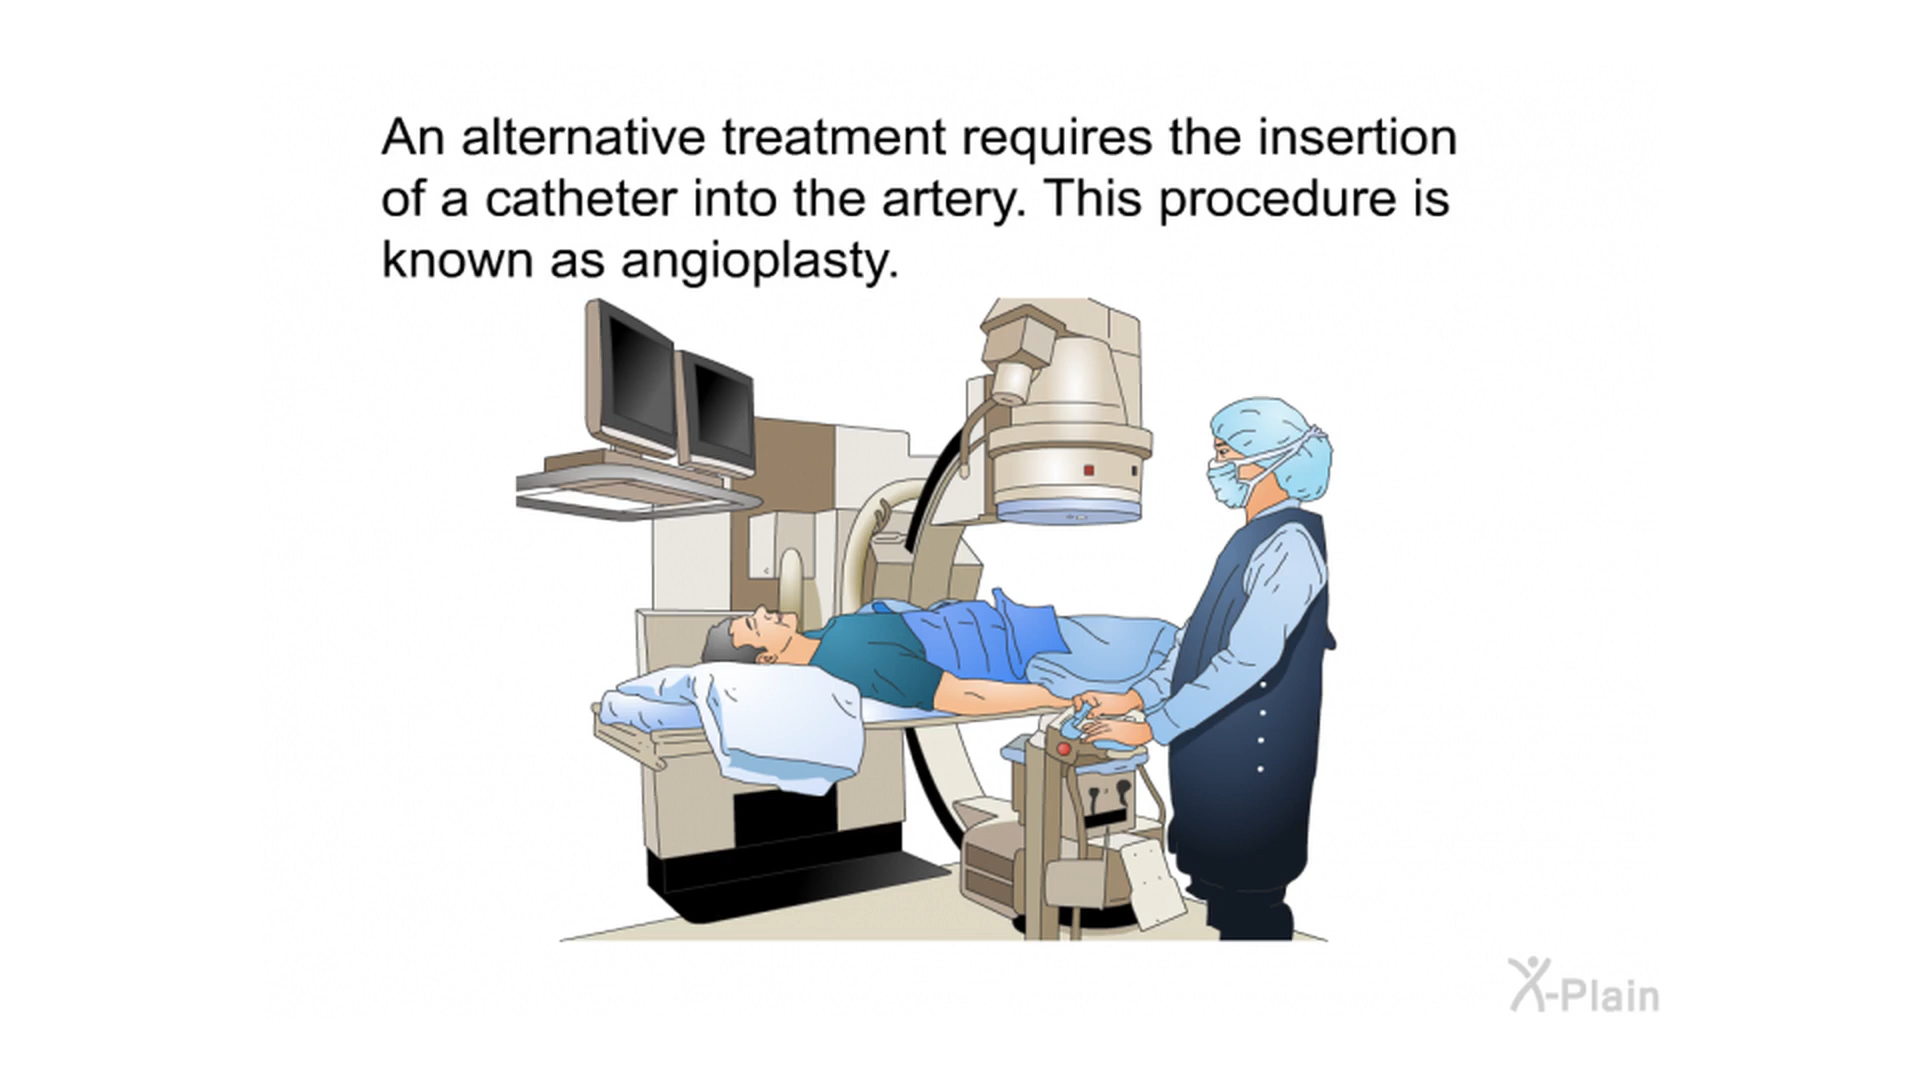 An alternative treatment requires the insertion
of a catheter into the artery. This procedure is
known as angioplasty.
X-Plain